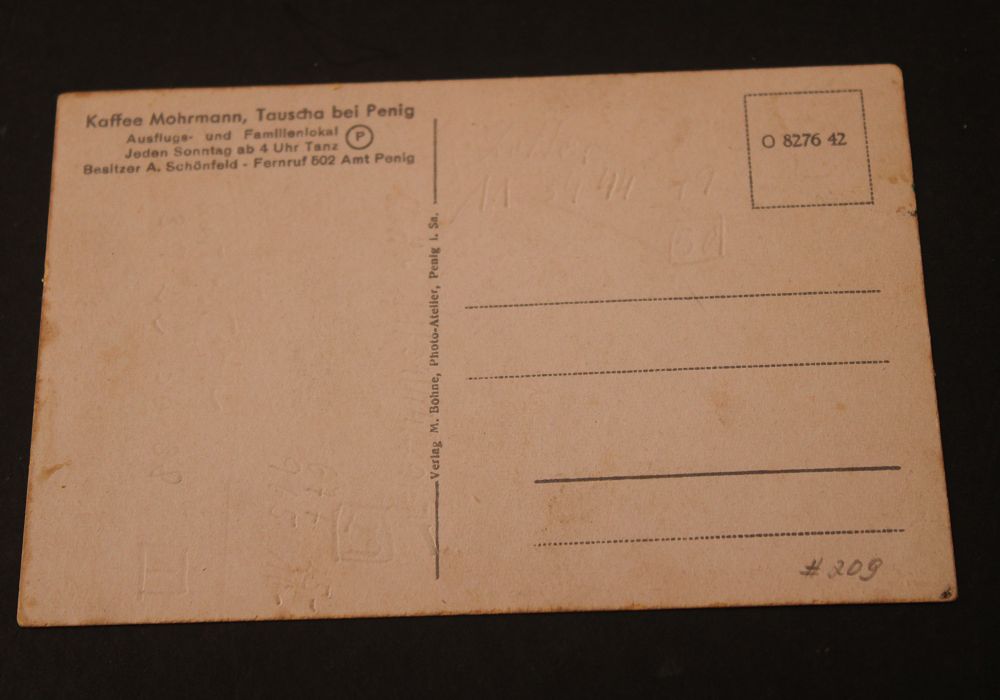 Kaffee Mohrmann, Tauscha bei Penig
Ausflugs- und Familienlokal P
Jeden Sonntag ab 4 Uhr Tanz
Besitzer A. Schönfeld - Fernruf 502 Amt Penig
Verlag M. Böhne, Photo-Atelier, Penig i. Sa.
O 8276 42
# 209